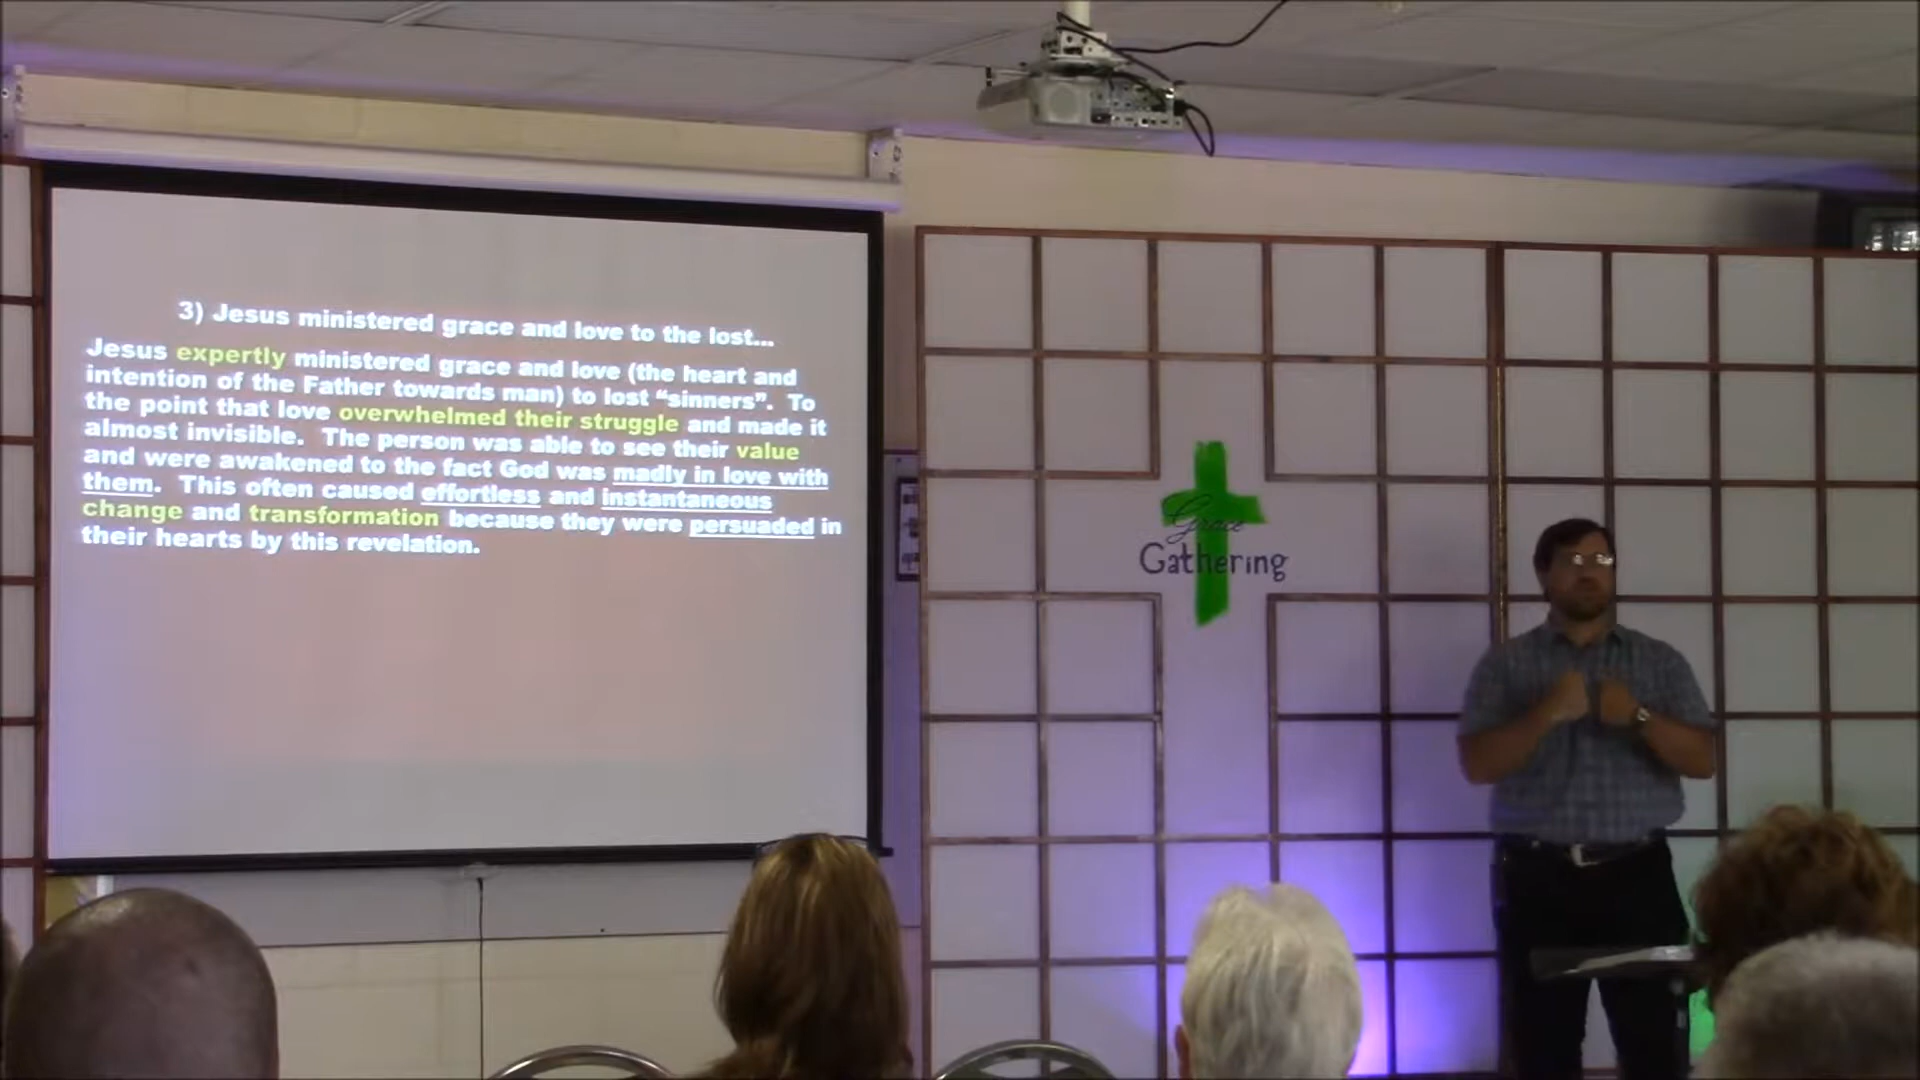 3) Jesus ministered grace and love to the lost...
Jesus expertly ministered grace and love (the heart and
intention of the Father towards man) to lost “sinners”. To
the point that love overwhelmed their struggle and made it
almost invisible. The person was able to see their value
and were awakened to the fact God was madly in love with
them. This often caused effortless and instantaneous
change and transformation because they were persuaded in
their hearts by this revelation.
Grace
Gathering